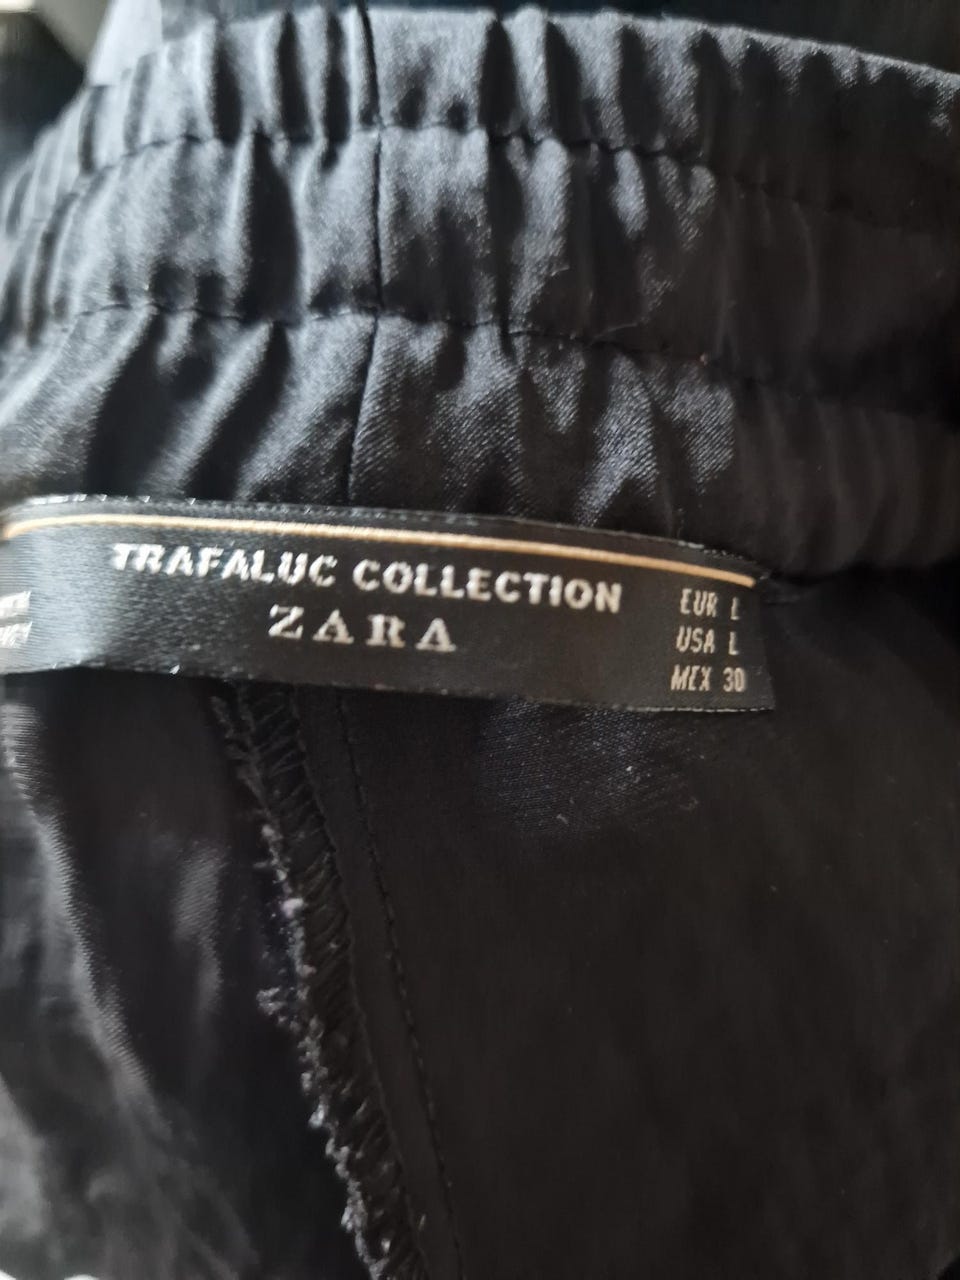 TRAFALUC COLLECTION
ZARA
EUR L
USA L
MEX 30